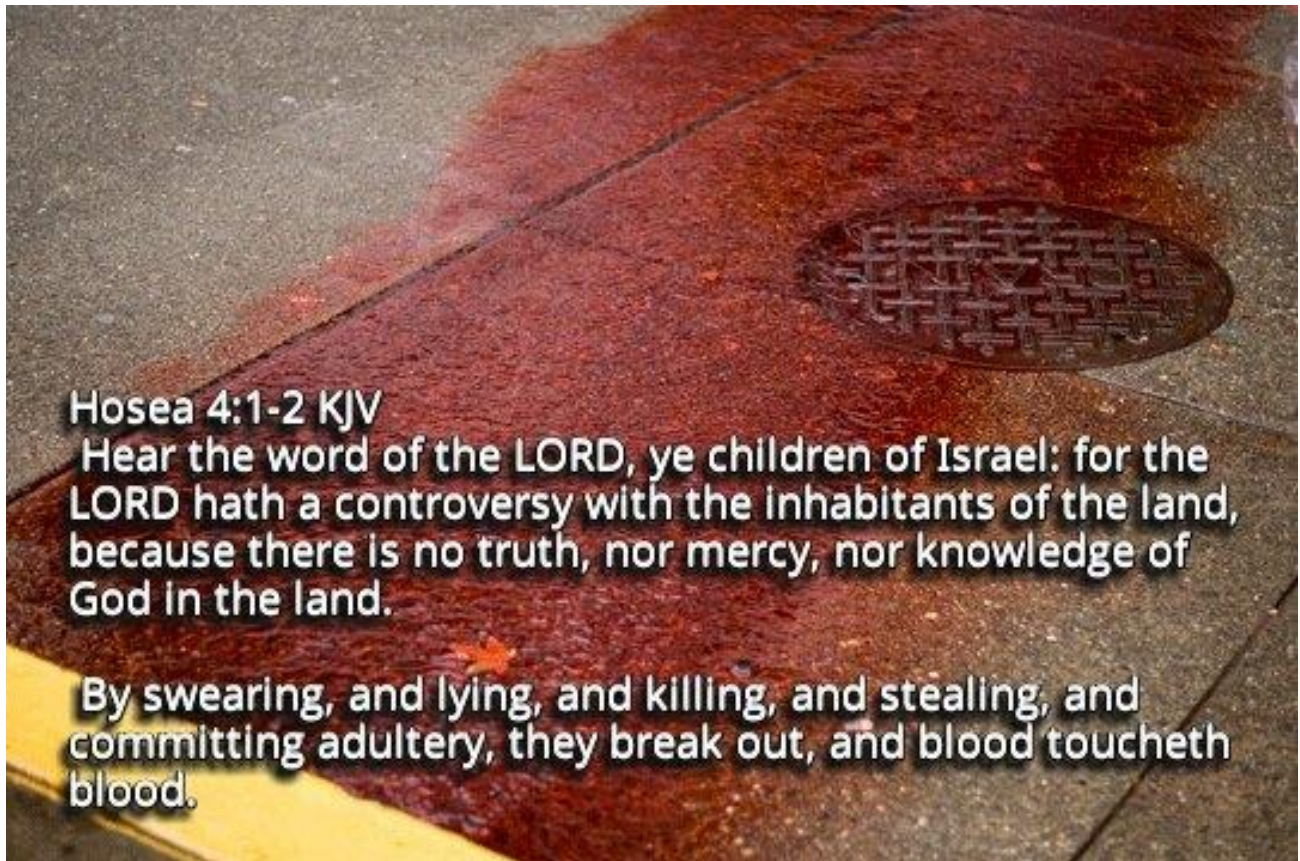 Hosea 4:1-2 KJV
Hear the word of the LORD, ye children of Israel: for the
LORD hath a controversy with the inhabitants of the land,
because there is no truth, nor mercy, nor knowledge of
God in the land.
By swearing, and lying, and killing, and stealing, and
committing adultery, they break out, and blood toucheth
blood.